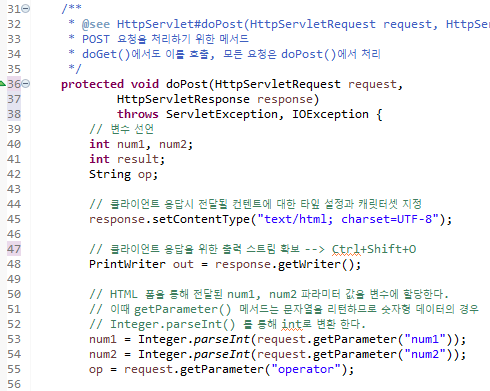 31 /**
32 * @see HttpServlet#doPost(HttpServletRequest request, HttpS
33 * POST 요청을 처리하기 위한 메서드
34 * doGet()에서도 이를 호출, 모든 요청은 doPost()에서 처리
35 */
36 protected void doPost(HttpServletRequest request,
37 HttpServletResponse response)
38 throws ServletException, IOException {
39 // 변수 선언
40 int num1, num2;
41 int result;
42 String op;
43
44 // 클라이언트 응답시 전달될 컨텐트에 대한 타잎 설정과 캐릿터셋 지정
45 response.setContentType("text/html; charset=UTF-8");
46
47 // 클라이언트 응답을 위한 출력 스트림 확보 --> Ctrl+Shift+O
48 PrintWriter out = response.getWriter();
49
50 // HTML 폼을 통해 전달된 num1, num2 파라미터 값을 변수에 할당한다.
51 // 이때 getParameter() 메서드는 문자열을 리턴하므로 숫자형 데이터의 경우
52 // Integer.parseInt() 를 통해 int로 변환 한다.
53 num1 = Integer.parseInt(request.getParameter("num1"));
54 num2 = Integer.parseInt(request.getParameter("num2"));
55 op = request.getParameter("operator");
56